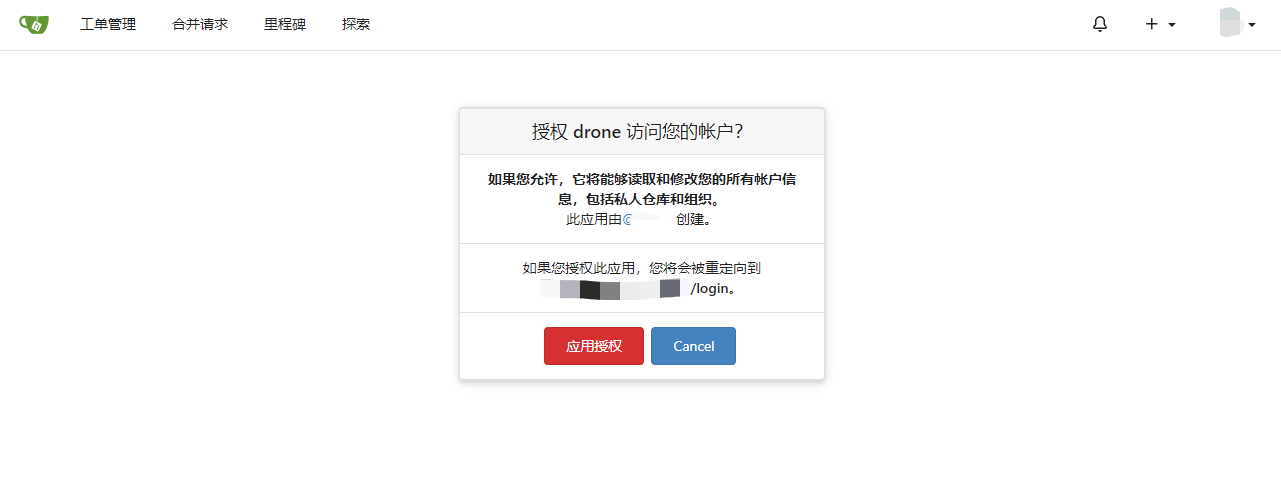 工单管理 合并请求 里程碑 探索
授权 drone 访问您的帐户？
如果您允许，它将能够读取和修改您的所有帐户信
息，包括私人仓库和组织。
此应用由@ 创建。
如果您授权此应用，您将会被重定向到
/login。
应用授权 Cancel